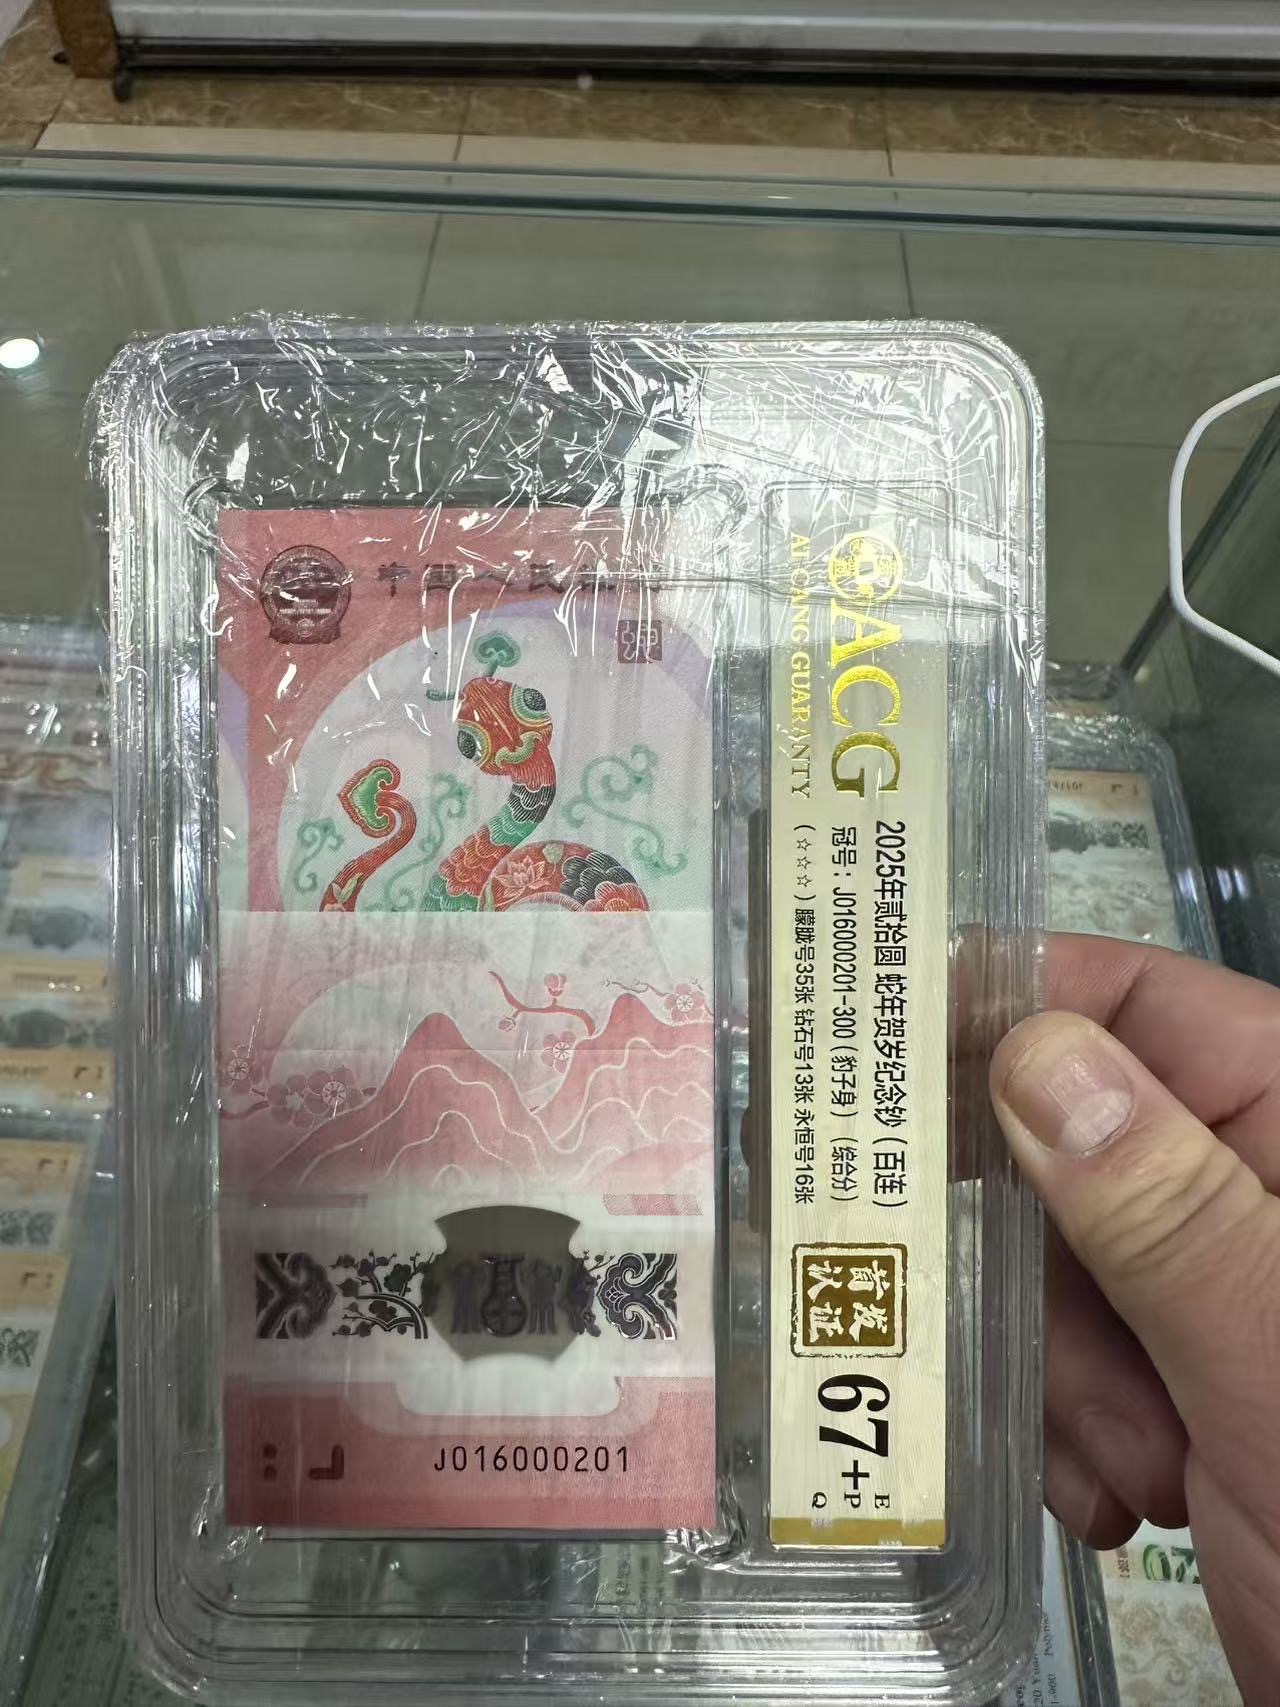 中国人民银行
J016000201
ACG
AI CANG GUARANTY
2025年贰拾圆 蛇年贺岁纪念钞（百连）
冠号：J016000201-300（豹子身）（综合分）
（☆☆☆）朦胧号35张 钻石号13张 永恒号16张
首发
认证
67+
E
P
Q